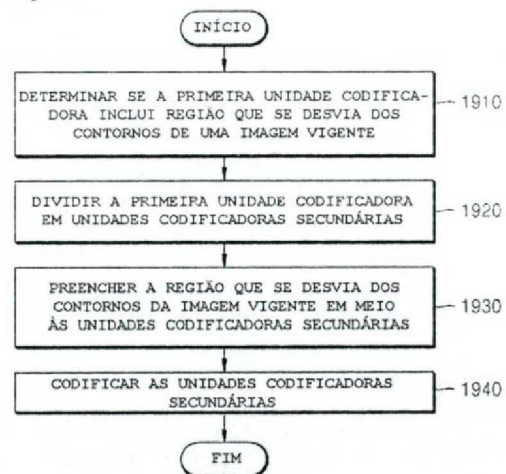 INÍCIO
DETERMINAR SE A PRIMEIRA UNIDADE CODIFICA-
DORA INCLUI REGIÃO QUE SE DESVIA DOS
CONTORNOS DE UMA IMAGEM VIGENTE
1910
DIVIDIR A PRIMEIRA UNIDADE CODIFICADORA
EM UNIDADES CODIFICADORAS SECUNDÁRIAS
1920
PREENCHER A REGIÃO QUE SE DESVIA DOS
CONTORNOS DA IMAGEM VIGENTE EM MEIO
ÀS UNIDADES CODIFICADORAS SECUNDÁRIAS
1930
CODIFICAR AS UNIDADES CODIFICADORAS
SECUNDÁRIAS
1940
FIM